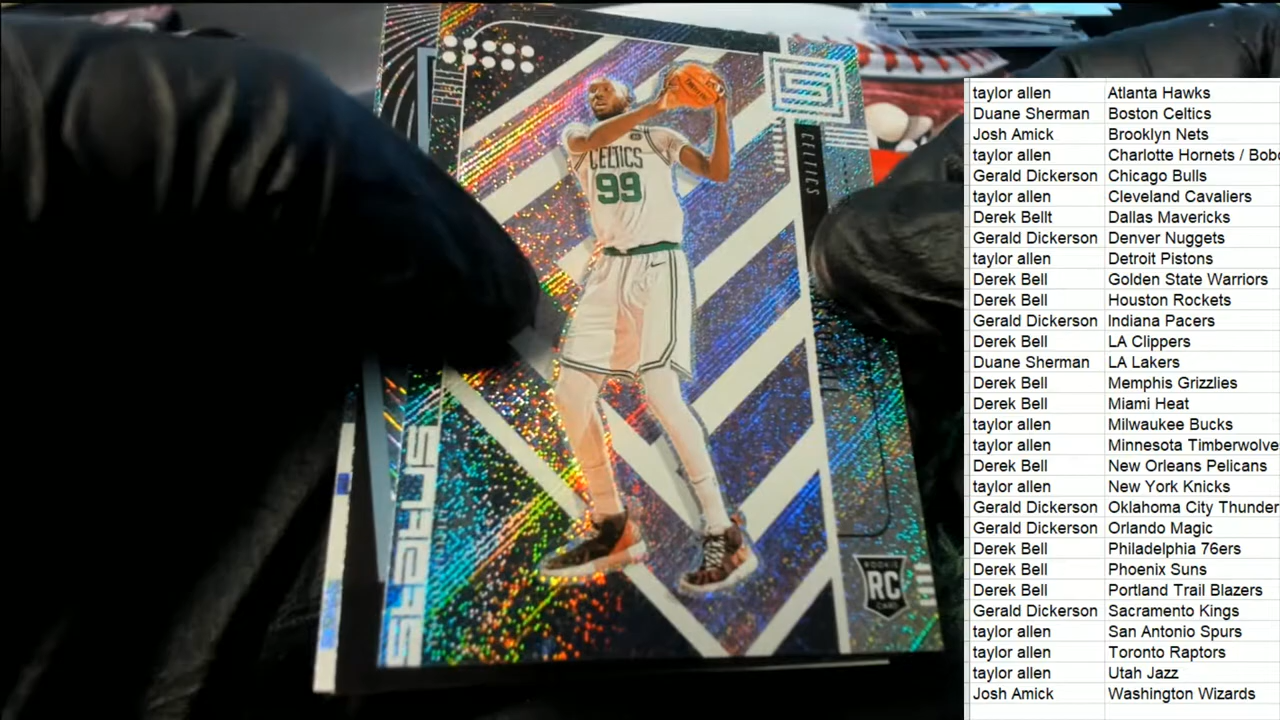 CELTICS
99
CELTICS
STATUS
ROOKIE
RC
CARD
taylor allen Atlanta Hawks
Duane Sherman Boston Celtics
Josh Amick Brooklyn Nets
taylor allen Charlotte Hornets / Bobc
Gerald Dickerson Chicago Bulls
taylor allen Cleveland Cavaliers
Derek Bellt Dallas Mavericks
Gerald Dickerson Denver Nuggets
taylor allen Detroit Pistons
Derek Bell Golden State Warriors
Derek Bell Houston Rockets
Gerald Dickerson Indiana Pacers
Derek Bell LA Clippers
Duane Sherman LA Lakers
Derek Bell Memphis Grizzlies
Derek Bell Miami Heat
taylor allen Milwaukee Bucks
taylor allen Minnesota Timberwolve
Derek Bell New Orleans Pelicans
taylor allen New York Knicks
Gerald Dickerson Oklahoma City Thunder
Gerald Dickerson Orlando Magic
Derek Bell Philadelphia 76ers
Derek Bell Phoenix Suns
Derek Bell Portland Trail Blazers
Gerald Dickerson Sacramento Kings
taylor allen San Antonio Spurs
taylor allen Toronto Raptors
taylor allen Utah Jazz
Josh Amick Washington Wizards